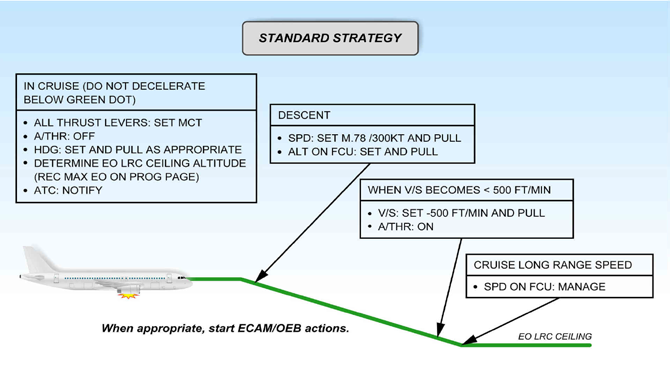 STANDARD STRATEGY
IN CRUISE (DO NOT DECELERATE
BELOW GREEN DOT)
• ALL THRUST LEVERS: SET MCT
• A/THR: OFF
• HDG: SET AND PULL AS APPROPRIATE
• DETERMINE EO LRC CEILING ALTITUDE
(REC MAX EO ON PROG PAGE)
• ATC: NOTIFY
DESCENT
• SPD: SET M.78 /300KT AND PULL
• ALT ON FCU: SET AND PULL
WHEN V/S BECOMES < 500 FT/MIN
• V/S: SET -500 FT/MIN AND PULL
• A/THR: ON
CRUISE LONG RANGE SPEED
• SPD ON FCU: MANAGE
When appropriate, start ECAM/OEB actions.
EO LRC CEILING